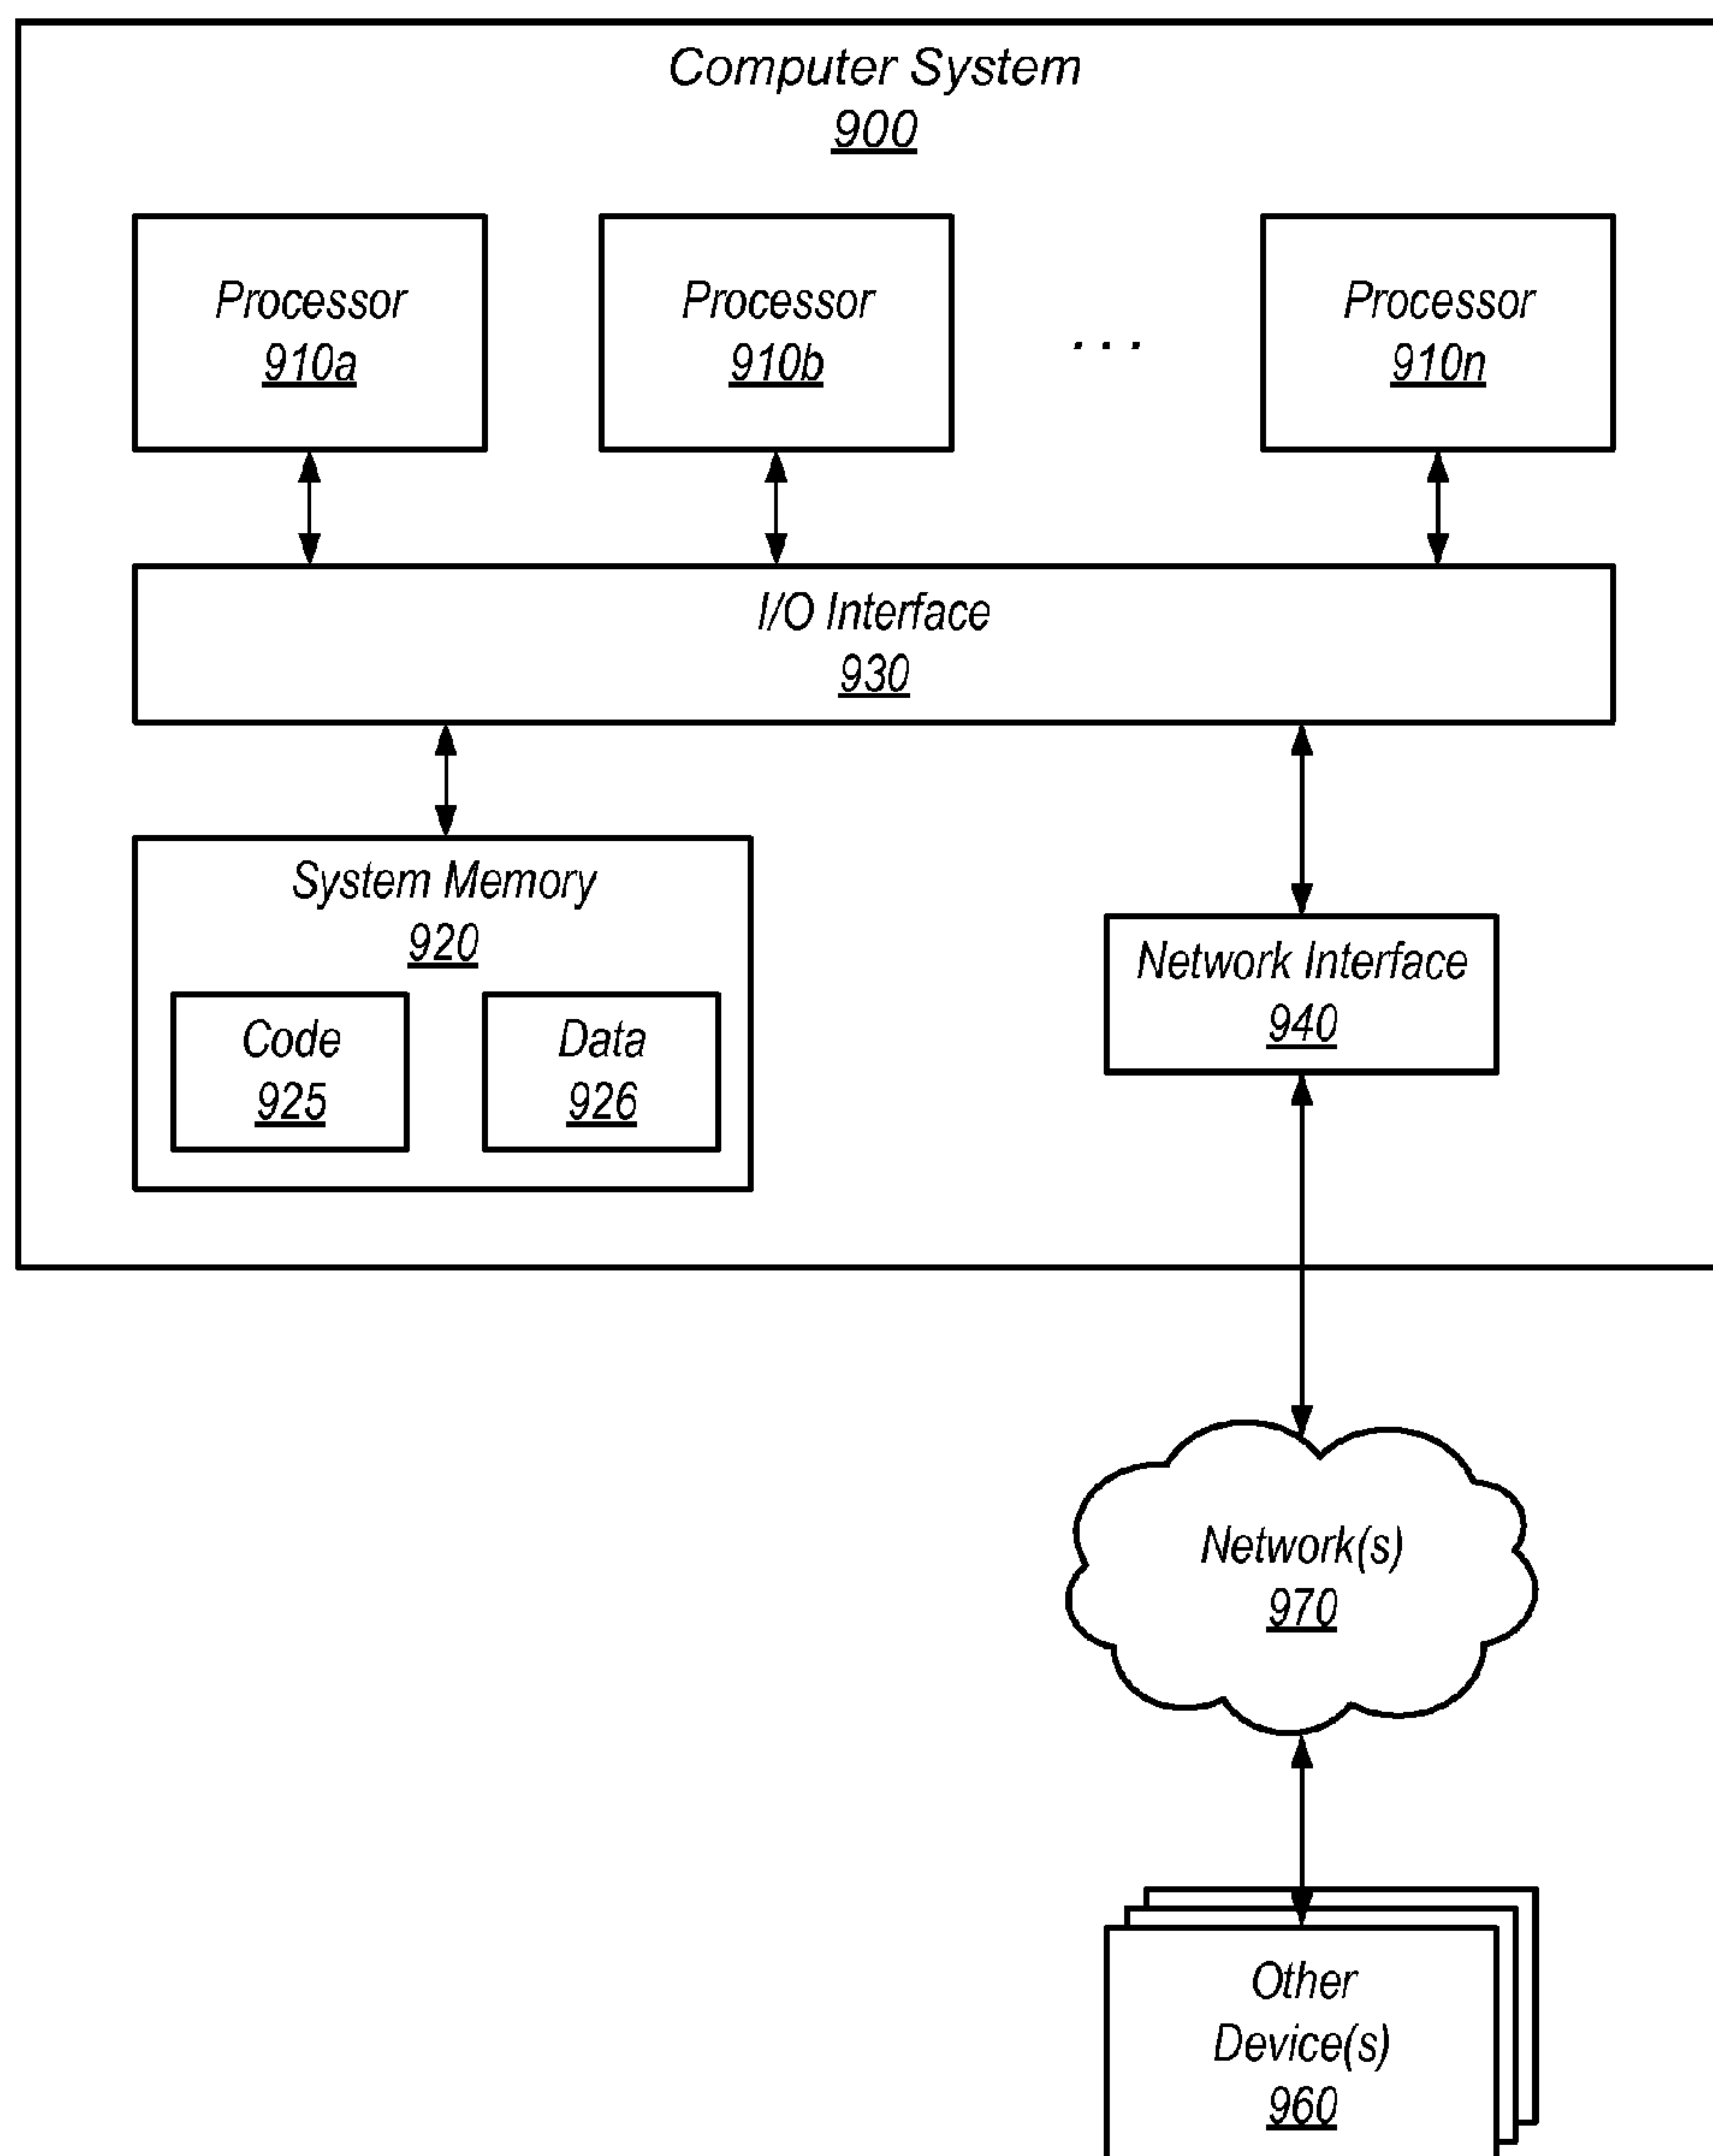 Computer System
900
Processor
910a
Processor
910b
. . .
Processor
910n
I/O Interface
930
System Memory
920
Code
925
Data
926
Network Interface
940
Network(s)
970
Other
Device(s)
960